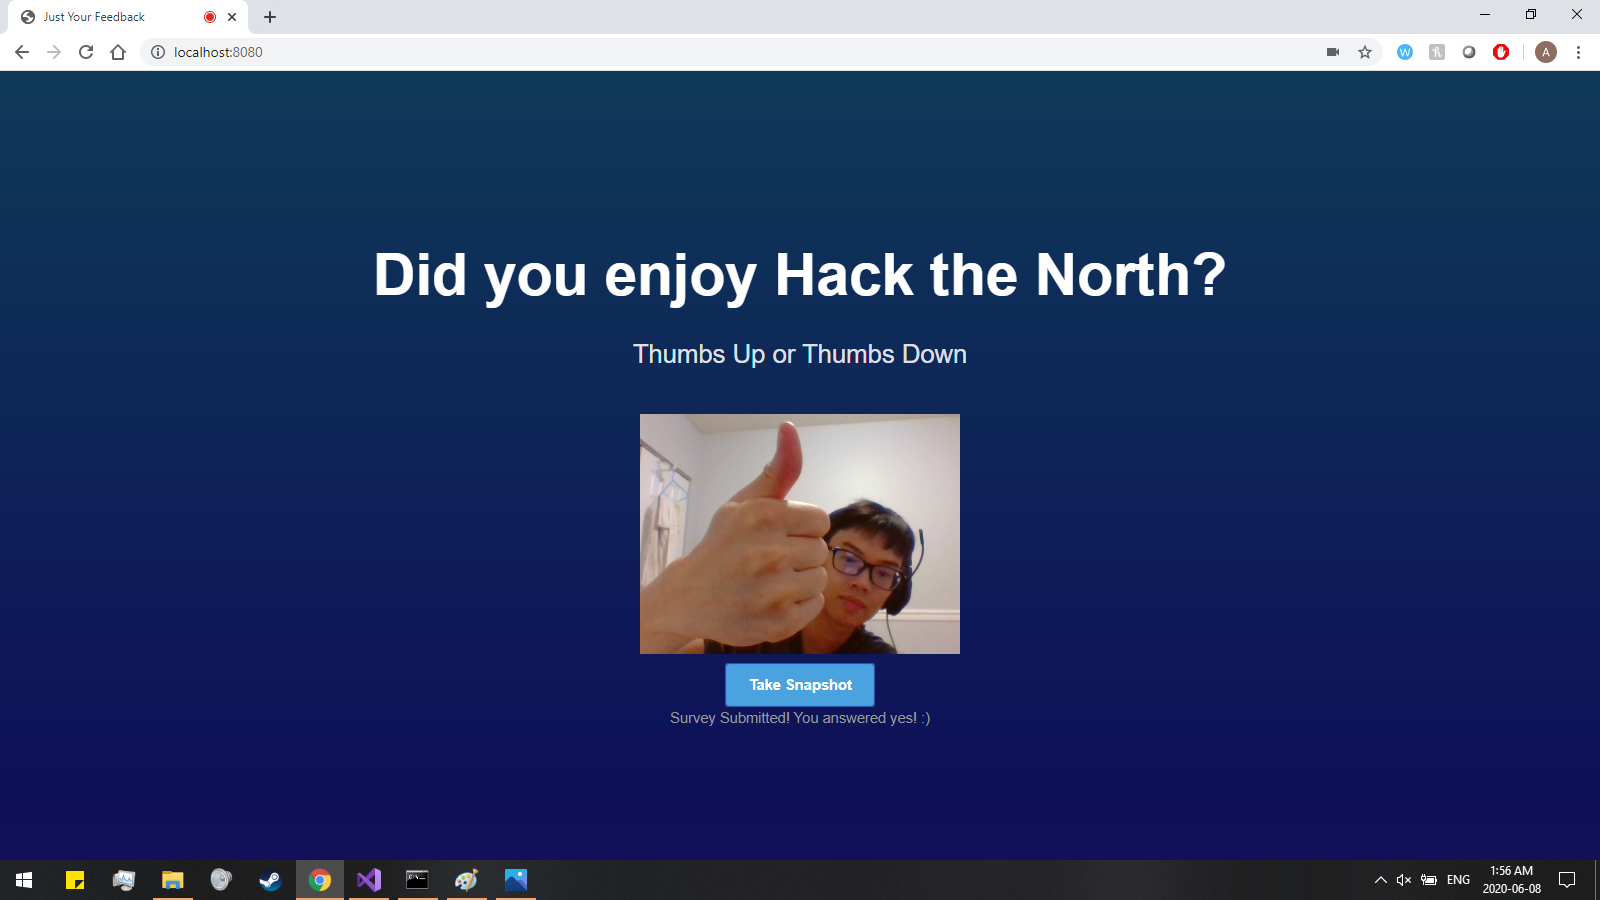 Just Your Feedback
localhost:8080
W
A
Did you enjoy Hack the North?
Thumbs Up or Thumbs Down
Take Snapshot
Survey Submitted! You answered yes! :)
ENG
1:56 AM
2020-06-08